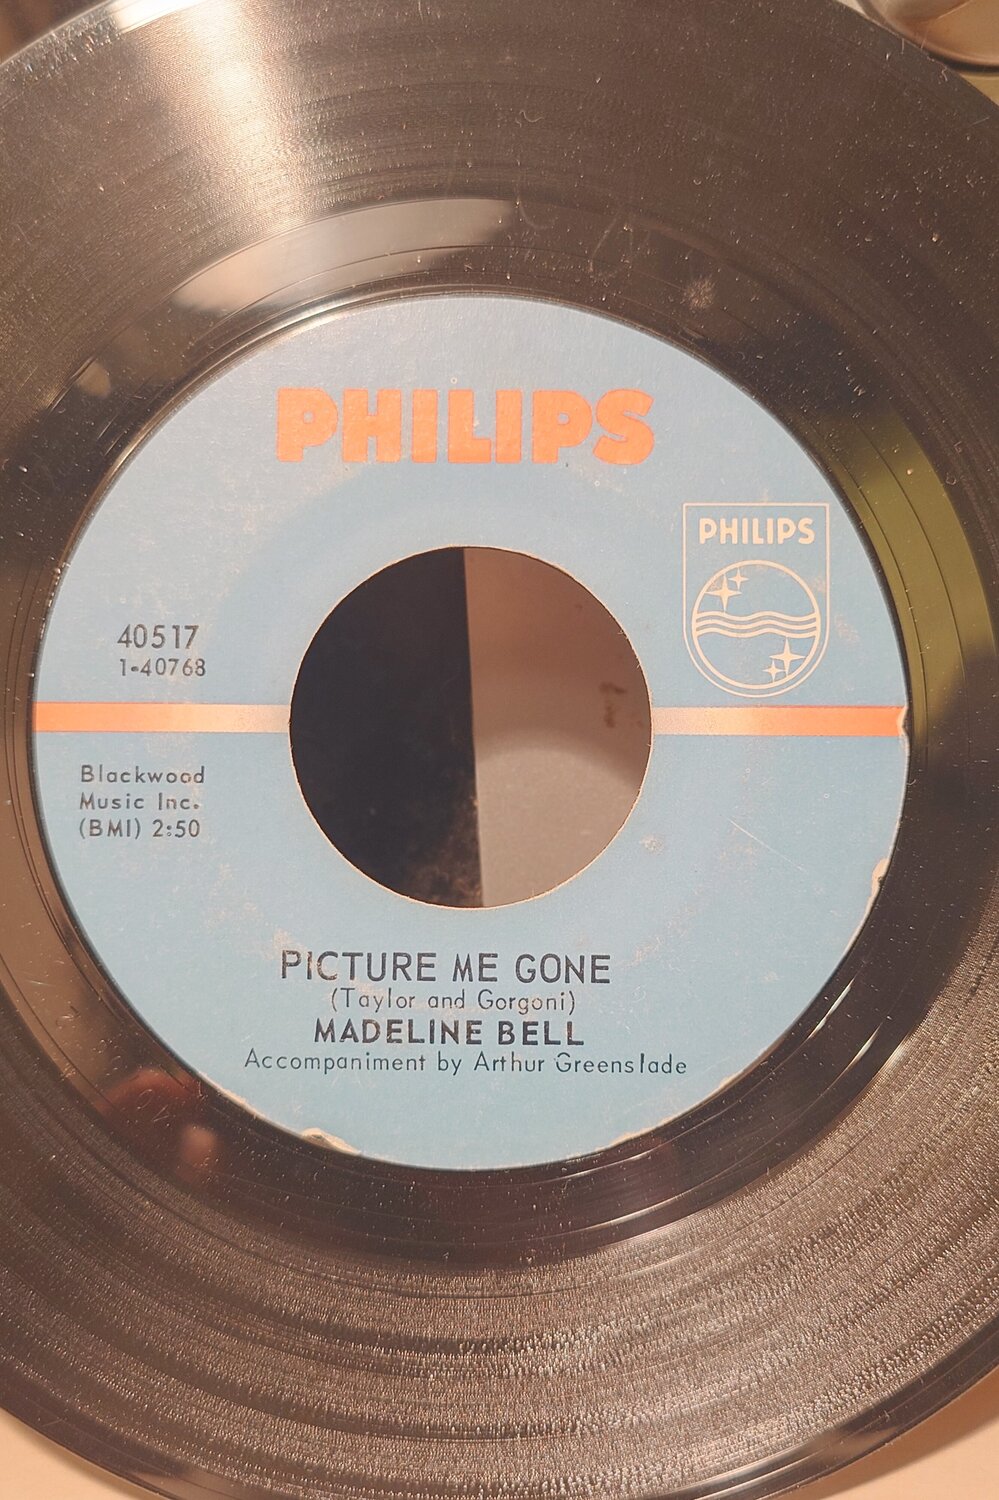 PHILIPS
PHILIPS
40517
1-40768
Blackwood
Music Inc.
(BMI) 2:50
PICTURE ME GONE
(Taylor and Gorgoni)
MADELINE BELL
Accompaniment by Arthur Greenslade